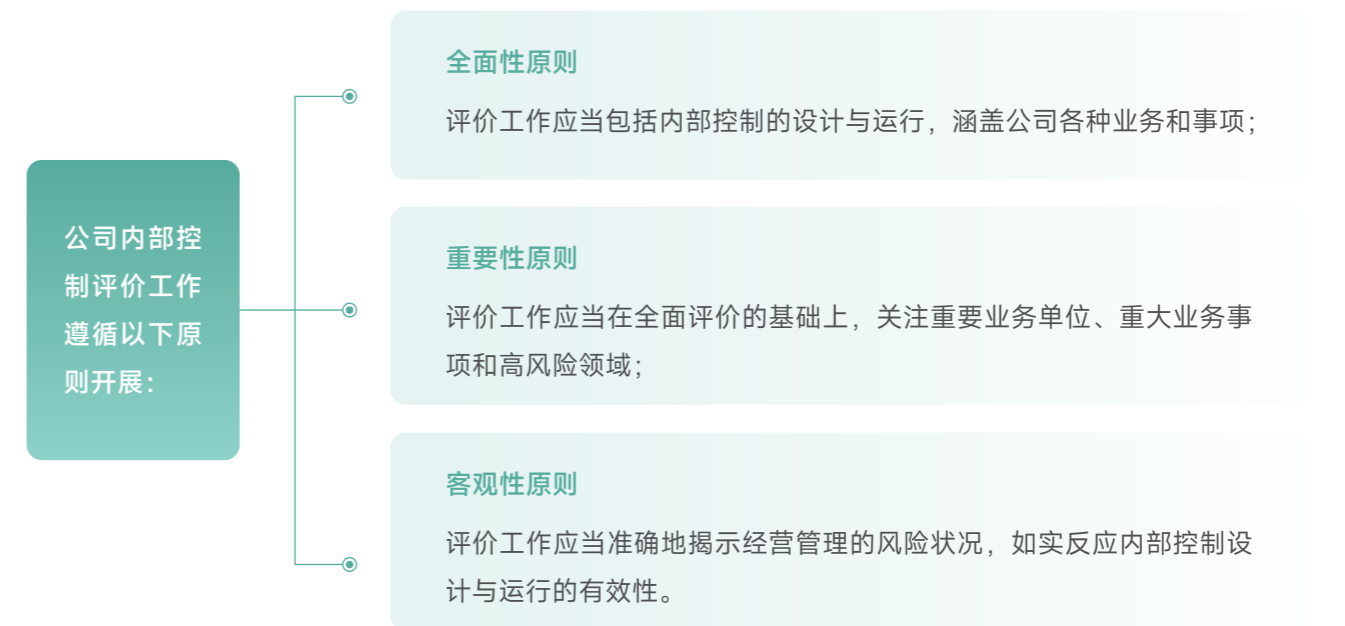 公司内部控
制评价工作
遵循以下原
则开展：
全面性原则
评价工作应当包括内部控制的设计与运行，涵盖公司各种业务和事项；
重要性原则
评价工作应当在全面评价的基础上，关注重要业务单位、重大业务事
项和高风险领域；
客观性原则
评价工作应当准确地揭示经营管理的风险状况，如实反应内部控制设
计与运行的有效性。